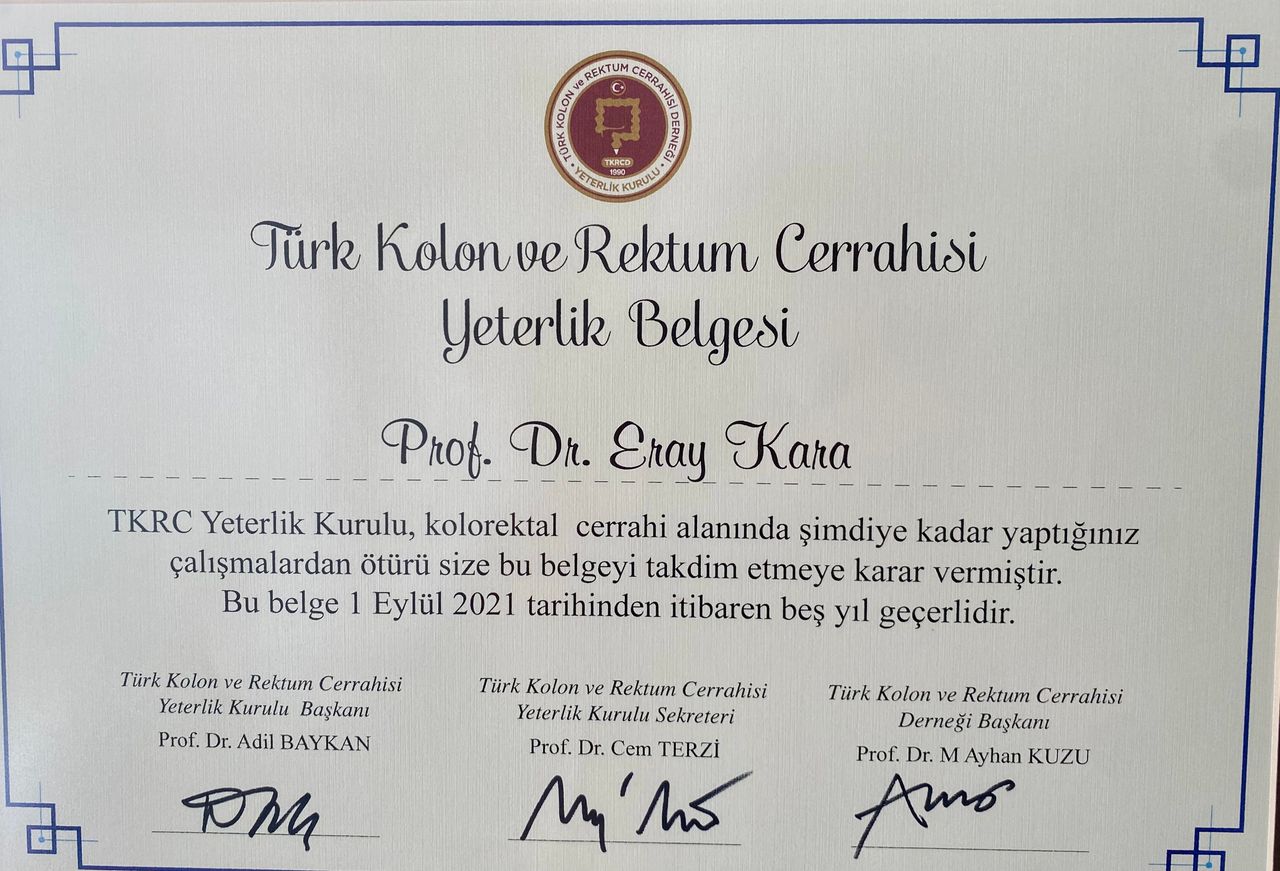 TÜRK KOLON ve REKTUM CERRAHİSİ DERNEĞİ
TKRCD
1990
YETERLİK KURULU
Türk Kolon ve Rektum Cerrahisi
Yeterlik Belgesi
Prof. Dr. Eray Kara
TKRC Yeterlik Kurulu, kolorektal cerrahi alanında şimdiye kadar yaptığınız
çalışmalardan ötürü size bu belgeyi takdim etmeye karar vermiştir.
Bu belge 1 Eylül 2021 tarihinden itibaren beş yıl geçerlidir.
Türk Kolon ve Rektum Cerrahisi
Yeterlik Kurulu Başkanı
Prof. Dr. Adil BAYKAN
Türk Kolon ve Rektum Cerrahisi
Yeterlik Kurulu Sekreteri
Prof. Dr. Cem TERZİ
Türk Kolon ve Rektum Cerrahisi
Derneği Başkanı
Prof. Dr. M Ayhan KUZU